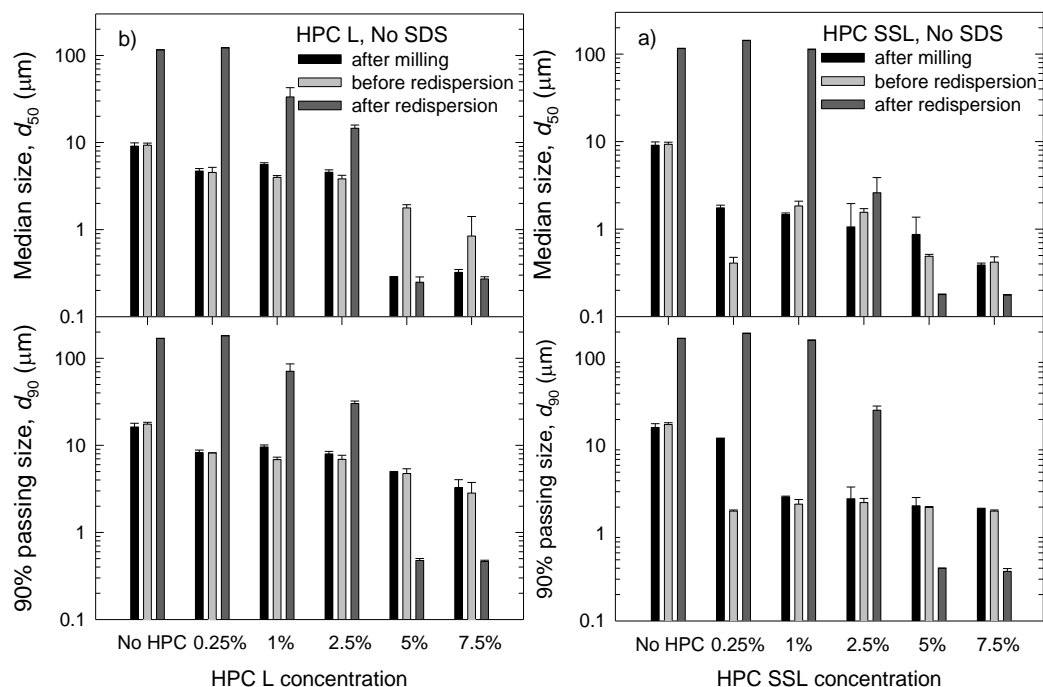 b)
HPC L, No SDS
after milling
before redispersion
after redispersion
Median size, d50 (μm)
100
10
1
0.1
90% passing size, d90 (μm)
100
10
1
0.1
No HPC 0.25% 1% 2.5% 5% 7.5%
HPC L concentration
a)
HPC SSL, No SDS
after milling
before redispersion
after redispersion
Median size, d50 (μm)
100
10
1
0.1
90% passing size, d90 (μm)
100
10
1
0.1
No HPC 0.25% 1% 2.5% 5% 7.5%
HPC SSL concentration